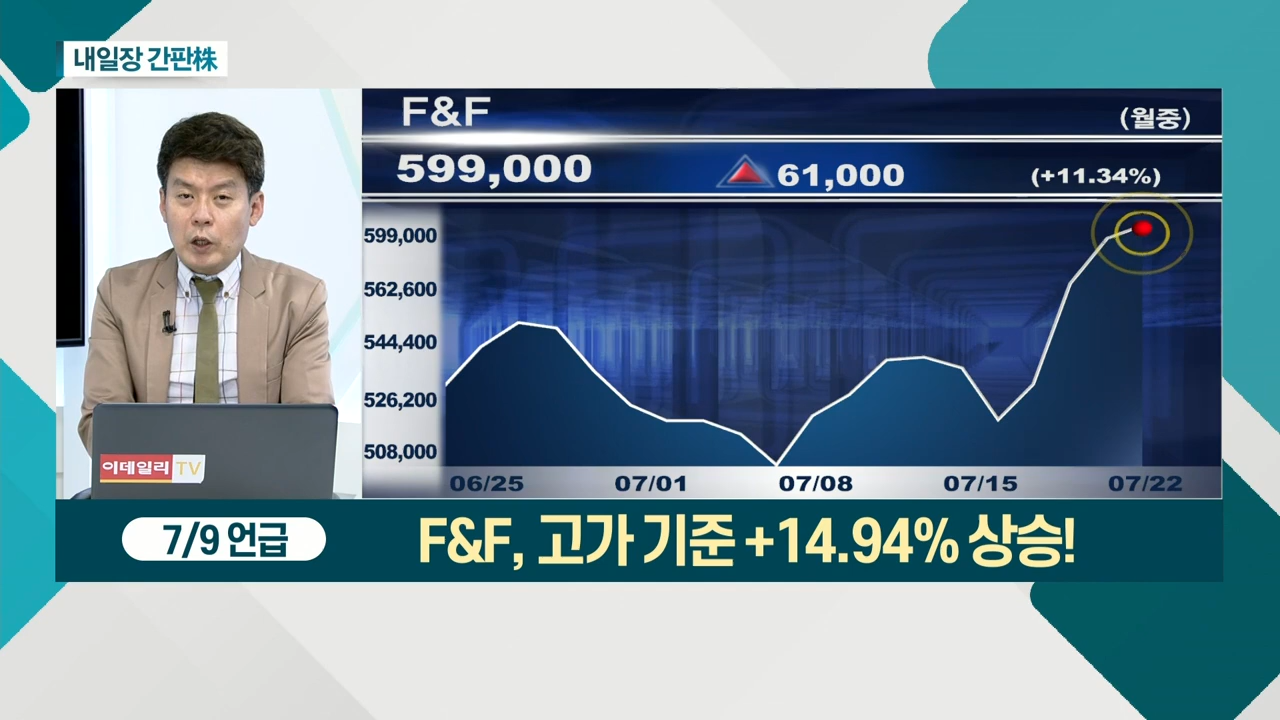 내일장 간판株
F&F
(월중)
599,000 ▲ 61,000 (+11.34%)
599,000
562,600
544,400
526,200
508,000
06/25 07/01 07/08 07/15 07/22
이데일리 TV
7/9 언급
F&F, 고가 기준 +14.94% 상승!